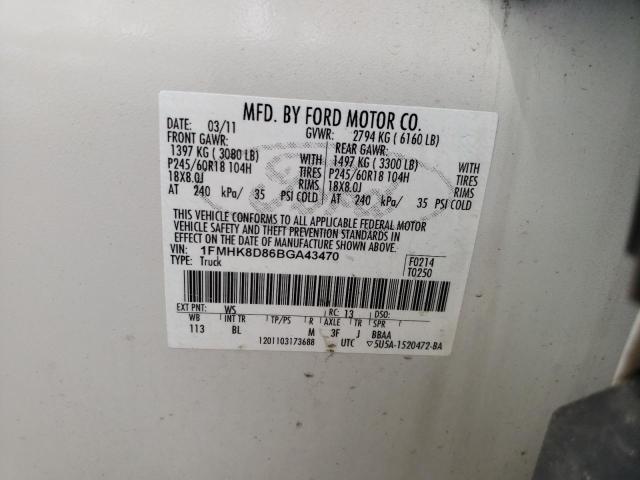 MFD. BY FORD MOTOR CO.
DATE: 03/11 GVWR: 2794 KG ( 6160 LB)
FRONT GAWR: REAR GAWR:
1397 KG ( 3080 LB) WITH 1497 KG ( 3300 LB) WITH
P245/60R18 104H TIRES P245/60R18 104H TIRES
18X8.0J RIMS 18X8.0J RIMS
AT 240 kPa/ 35 PSI COLD AT 240 kPa/ 35 PSI COLD
THIS VEHICLE CONFORMS TO ALL APPLICABLE FEDERAL MOTOR
VEHICLE SAFETY AND THEFT PREVENTION STANDARDS IN
EFFECT ON THE DATE OF MANUFACTURE SHOWN ABOVE.
VIN: 1FMHK8D86BGA43470 F0214
TYPE: Truck T0250
EXT PNT: WS RC: 13 DSO:
WB INT TR TP/PS R AXLE TR SPR
113 BL M 3F J BBAA
1201103173688 UTC ▽5U5A-1520472-BA
Ford